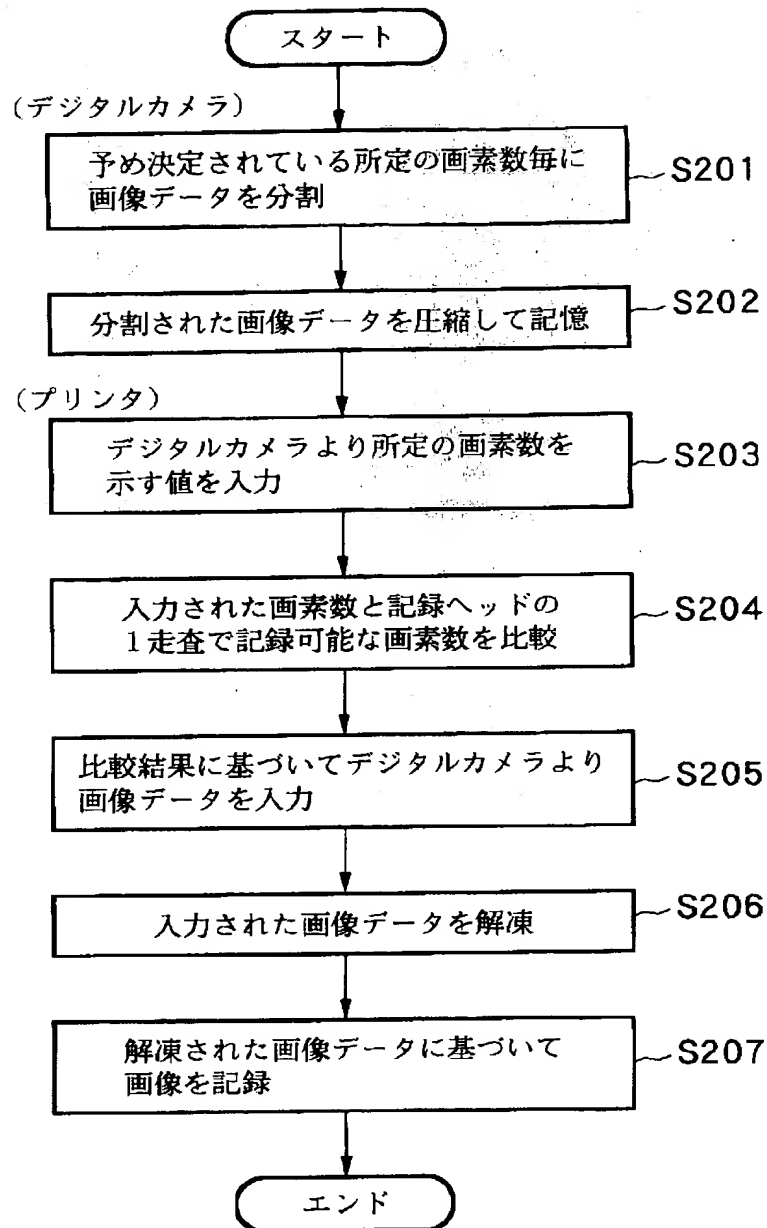 スタート
(デジタルカメラ)
予め決定されている所定の画素数毎に
画像データを分割
S201
分割された画像データを圧縮して記憶
S202
(プリンタ)
デジタルカメラより所定の画素数を
示す値を入力
S203
入力された画素数と記録ヘッドの
1走査で記録可能な画素数を比較
S204
比較結果に基づいてデジタルカメラより
画像データを入力
S205
入力された画像データを解凍
S206
解凍された画像データに基づいて
画像を記録
S207
エンド